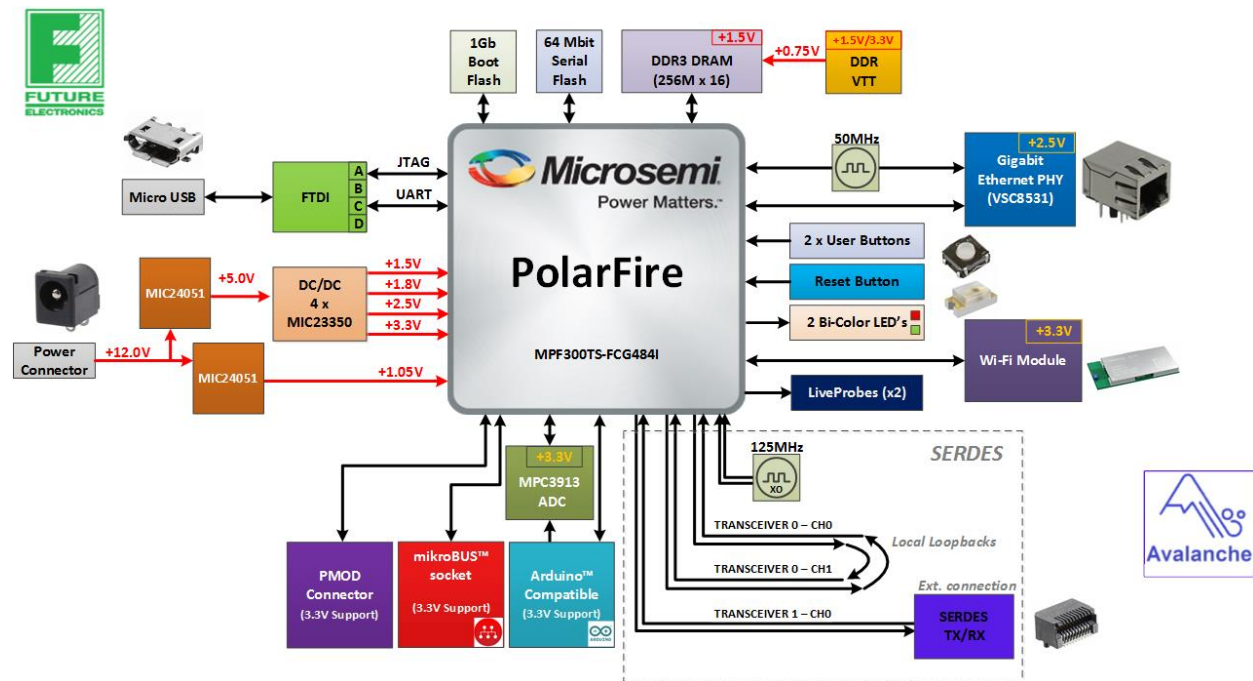 FUTURE
ELECTRONICS
1Gb
Boot
Flash
64 Mbit
Serial
Flash
+1.5V
DDR3 DRAM
(256M x 16)
+0.75V
+1.5V/3.3V
DDR
VTT
Micro USB
FTDI
A
B
C
D
JTAG
UART
Microsemi
Power Matters.™
PolarFire
MPF300TS-FCG484I
50MHz
+2.5V
Gigabit
Ethernet PHY
(VSC8531)
2 x User Buttons
Reset Button
2 Bi-Color LED's
+3.3V
Wi-Fi Module
LiveProbes (x2)
Power
Connector
+12.0V
MIC24051
+5.0V
DC/DC
4 x
MIC23350
+1.5V
+1.8V
+2.5V
+3.3V
MIC24051
+1.05V
+3.3V
MPC3913
ADC
PMOD
Connector
(3.3V Support)
mikroBUS™
socket
(3.3V Support)
Arduino™
Compatible
(3.3V Support)
ARDUINO
SERDES
125MHz
XO
TRANSCEIVER 0 – CH0
Local Loopbacks
TRANSCEIVER 0 – CH1
Ext. connection
TRANSCEIVER 1 – CH0
SERDES
TX/RX
Avalanche